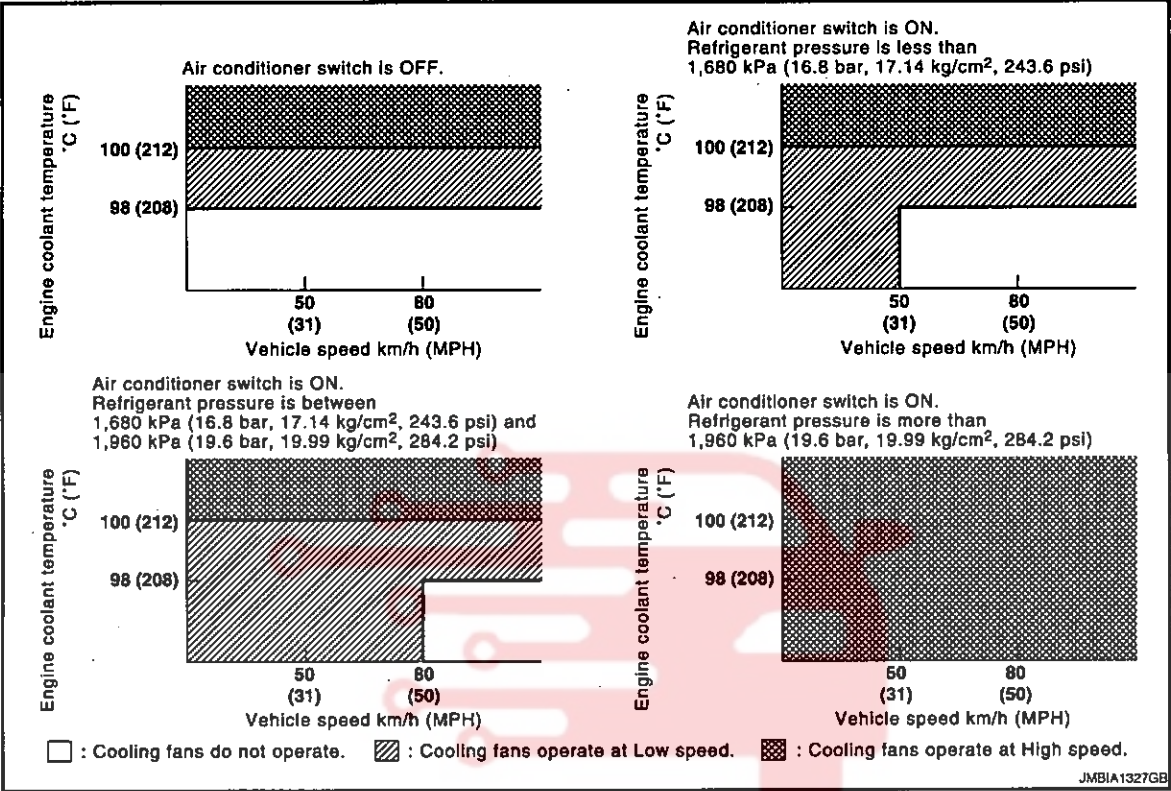 Air conditioner switch is OFF.
Engine coolant temperature
°C (°F)
100 (212)
98 (208)
50
80
(31)
(50)
Vehicle speed km/h (MPH)
Air conditioner switch is ON.
Refrigerant pressure is less than
1,680 kPa (16.8 bar, 17.14 kg/cm², 243.6 psi)
Engine coolant temperature
°C (°F)
100 (212)
98 (208)
50
80
(31)
(50)
Vehicle speed km/h (MPH)
Air conditioner switch is ON.
Refrigerant pressure is between
1,680 kPa (16.8 bar, 17.14 kg/cm², 243.6 psi) and
1,960 kPa (19.6 bar, 19.99 kg/cm², 284.2 psi)
Engine coolant temperature
°C (°F)
100 (212)
98 (208)
50
80
(31)
(50)
Vehicle speed km/h (MPH)
Air conditioner switch is ON.
Refrigerant pressure is more than
1,960 kPa (19.6 bar, 19.99 kg/cm², 284.2 psi)
Engine coolant temperature
°C (°F)
100 (212)
98 (208)
50
80
(31)
(50)
Vehicle speed km/h (MPH)
: Cooling fans do not operate.
: Cooling fans operate at Low speed.
: Cooling fans operate at High speed.
JMBIA1327GB